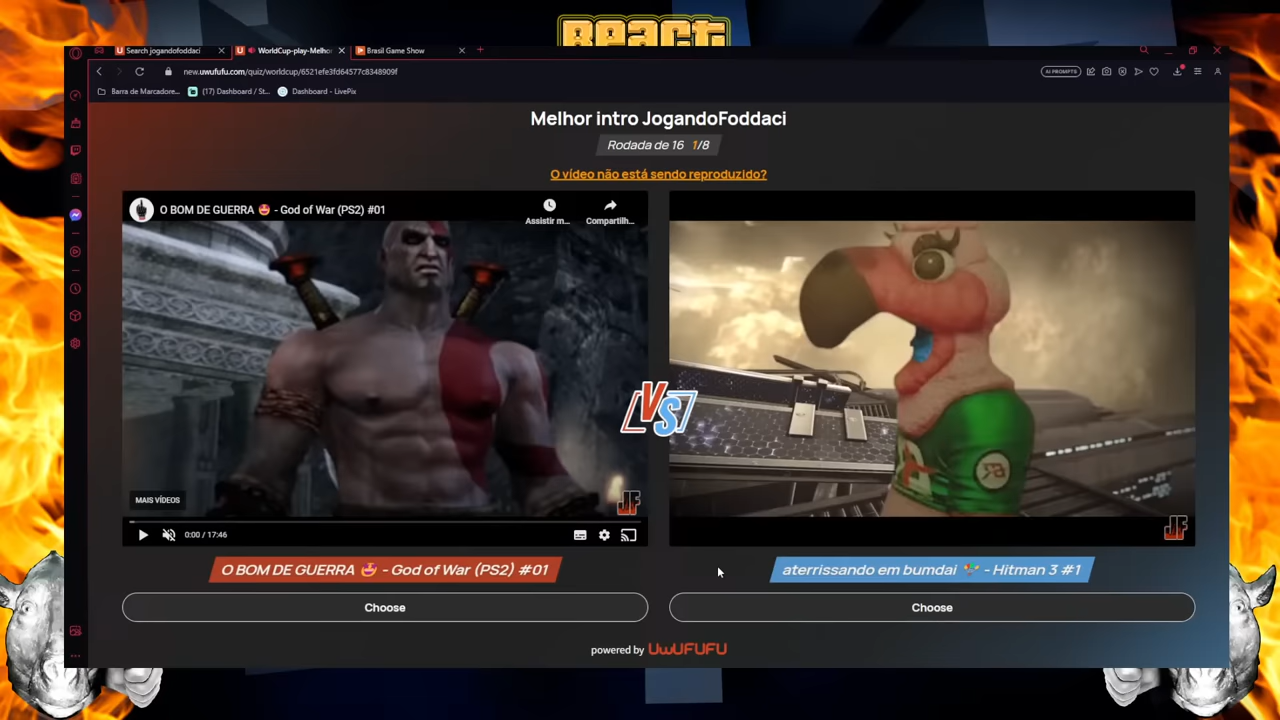 REACT
Search jogandofoddaci
WorldCup-play-Melho
Brasil Game Show
new.uwufufu.com/quiz/worldcup/6521efe3fd64577c8348909f
AI PROMPTS
Barra de Marcadore...
(17) Dashboard / St...
Dashboard - LivePix
Melhor intro JogandoFoddaci
Rodada de 16 1/8
O vídeo não está sendo reproduzido?
O BOM DE GUERRA 🤩 - God of War (PS2) #01
Assistir m...
Compartilh...
VS
MAIS VÍDEOS
JF
0:00 / 17:46
JF
O BOM DE GUERRA 🤩 - God of War (PS2) #01
aterrissando em bumdai - Hitman 3 #1
Choose
Choose
powered by UwUFUFU